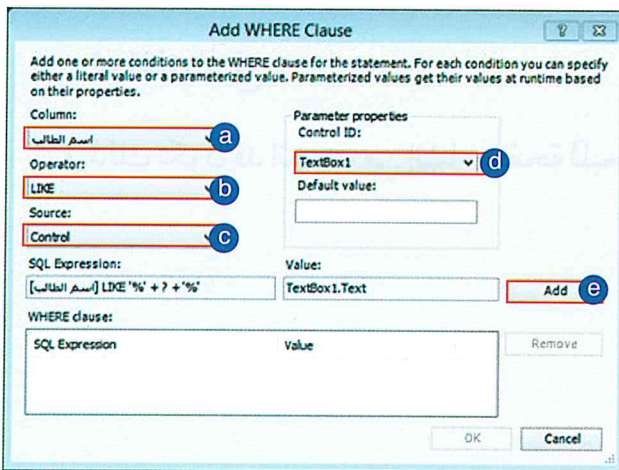 Add WHERE Clause
Add one or more conditions to the WHERE clause for the statement. For each condition you can specify
either a literal value or a parameterized value. Parameterized values get their values at runtime based
on their properties.
Column:
اسم الطالب
a
Operator:
LIKE
b
Source:
Control
c
Parameter properties
Control ID:
TextBox1
d
Default value:
SQL Expression:
[اسم الطالب] LIKE '%' + ? + '%'
Value:
TextBox1.Text
Add
e
WHERE clause:
SQL Expression
Value
Remove
OK
Cancel